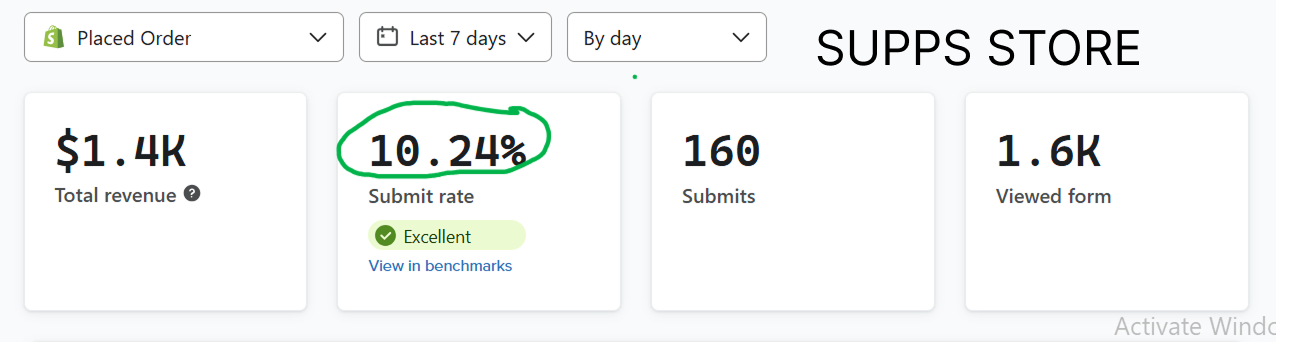 Placed Order
Last 7 days
By day
SUPPS STORE
$1.4K
Total revenue ?
10.24%
Submit rate
Excellent
View in benchmarks
160
Submits
1.6K
Viewed form
Activate Windo